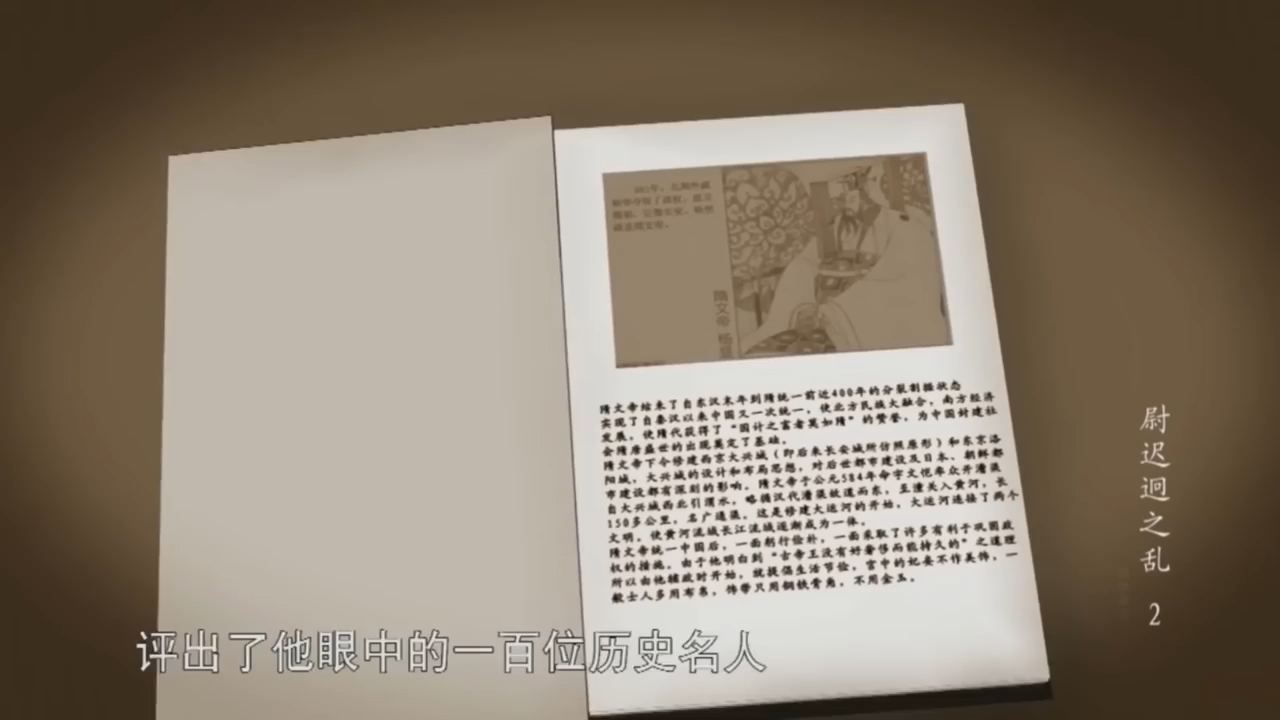 隋文帝 杨坚
隋文帝结束了自东汉末年到隋统一前近400年的分裂割据状态
实现了自秦汉以来中国又一次统一，使北方民族大融合，南方经济
发展，使隋代获得了“国计之富者莫如隋”的赞誉，为中国封建社
会隋唐盛世的出现奠定了基础。
隋文帝下令修建西京大兴城（即后来长安城所仿照原形）和东京洛
阳城，大兴城的设计和布局思想，对后世都市建设及日本、朝鲜都
市建设都有深刻的影响。隋文帝于公元584年命宇文恺率众开漕渠
自大兴城西北引渭水，略循汉代漕渠故道而东，至潼关入黄河，长
150多公里，名广通渠。这是修建大运河的开始，大运河连接了两个
文明，使黄河流域长江流域逐渐成为一体。
隋文帝统一中国后，一面躬行俭朴，一面采取了许多有利于巩固政
权的措施。由于他明白到“古帝王没有好奢侈而能持久的”之道理
所以由他辅政时开始，就提倡生活节俭，宫中的妃妾不作美饰，一
般士人多用布帛，饰带只用铜铁骨角，不用金玉。
尉迟迥之乱 2
评出了他眼中的一百位历史名人